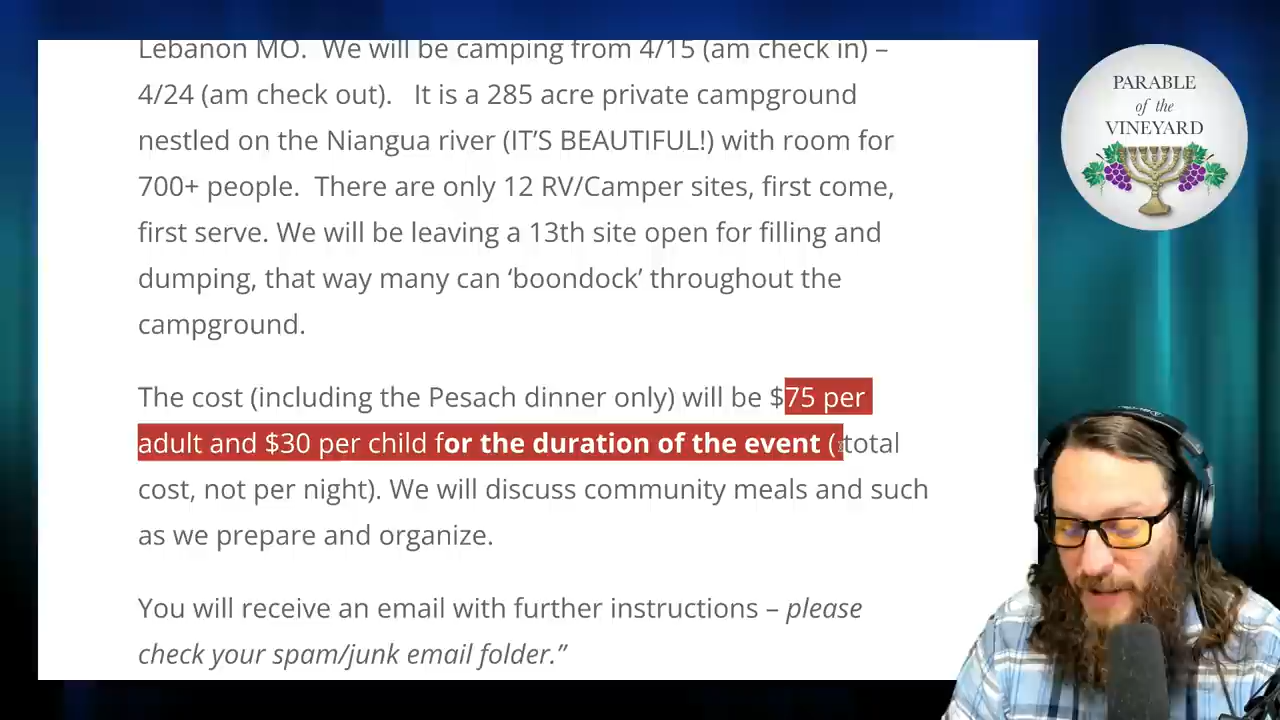 Lebanon MO.  We will be camping from 4/15 (am check in) –
4/24 (am check out).   It is a 285 acre private campground
nestled on the Niangua river (IT’S BEAUTIFUL!) with room for
700+ people.  There are only 12 RV/Camper sites, first come,
first serve. We will be leaving a 13th site open for filling and
dumping, that way many can ‘boondock’ throughout the
campground.
The cost (including the Pesach dinner only) will be $75 per
adult and $30 per child for the duration of the event (total
cost, not per night). We will discuss community meals and such
as we prepare and organize.
You will receive an email with further instructions – please
check your spam/junk email folder.”
PARABLE
of the
VINEYARD